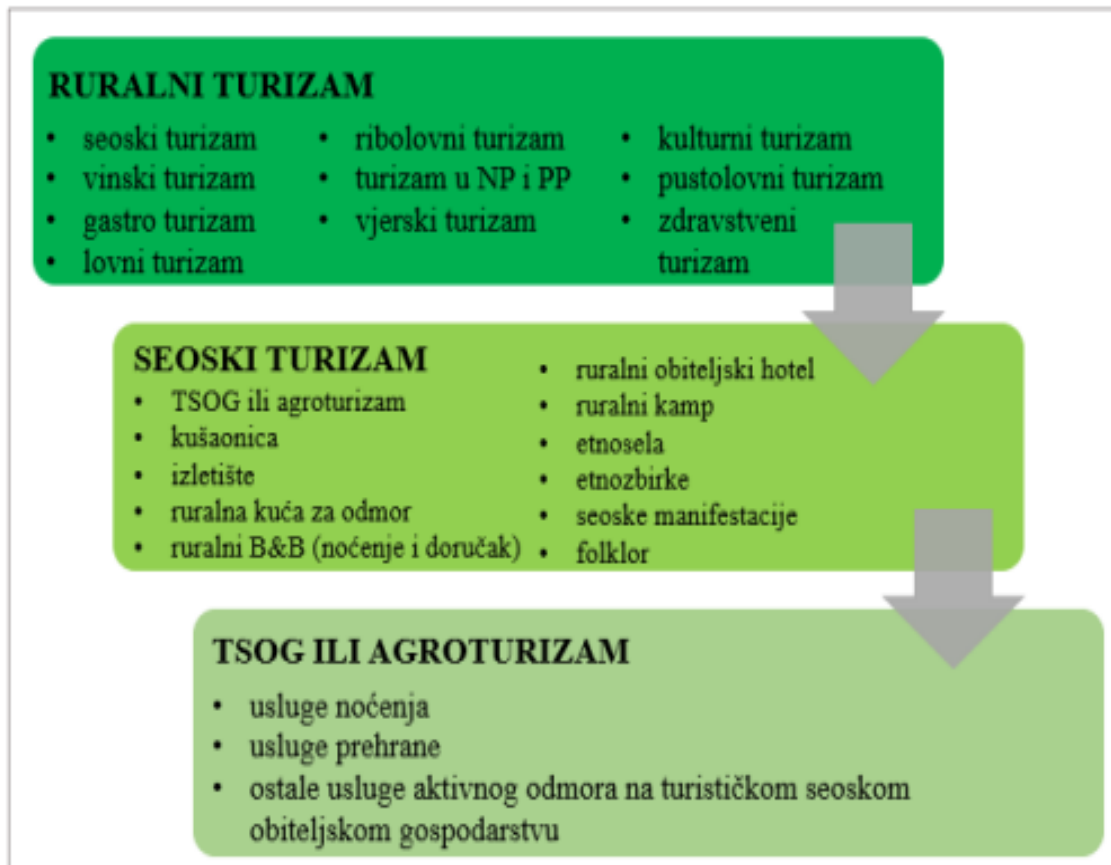 RURALNI TURIZAM
• seoski turizam
• vinski turizam
• gastro turizam
• lovni turizam
• ribolovni turizam
• turizam u NP i PP
• vjerski turizam
• kulturni turizam
• pustolovni turizam
• zdravstveni
turizam
SEOSKI TURIZAM
• TSOG ili agroturizam
• kušaonica
• izletište
• ruralna kuća za odmor
• ruralni B&B (noćenje i doručak)
• ruralni obiteljski hotel
• ruralni kamp
• etnosela
• etnozbirke
• seoske manifestacije
• folklor
TSOG ILI AGROTURIZAM
• usluge noćenja
• usluge prehrane
• ostale usluge aktivnog odmora na turističkom seoskom
obiteljskom gospodarstvu